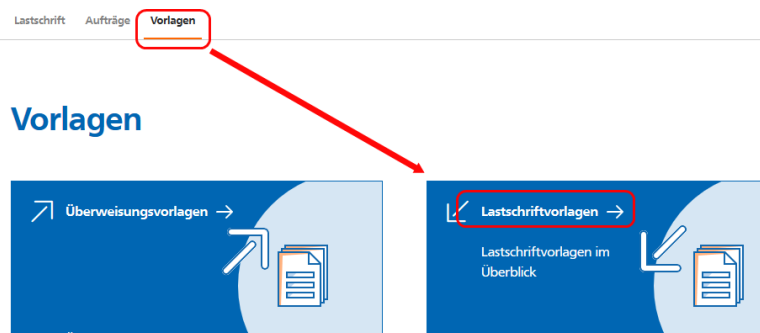 Lastschrift Aufträge Vorlagen
Vorlagen
Überweisungsvorlagen
Lastschriftvorlagen
Lastschriftvorlagen im
Überblick